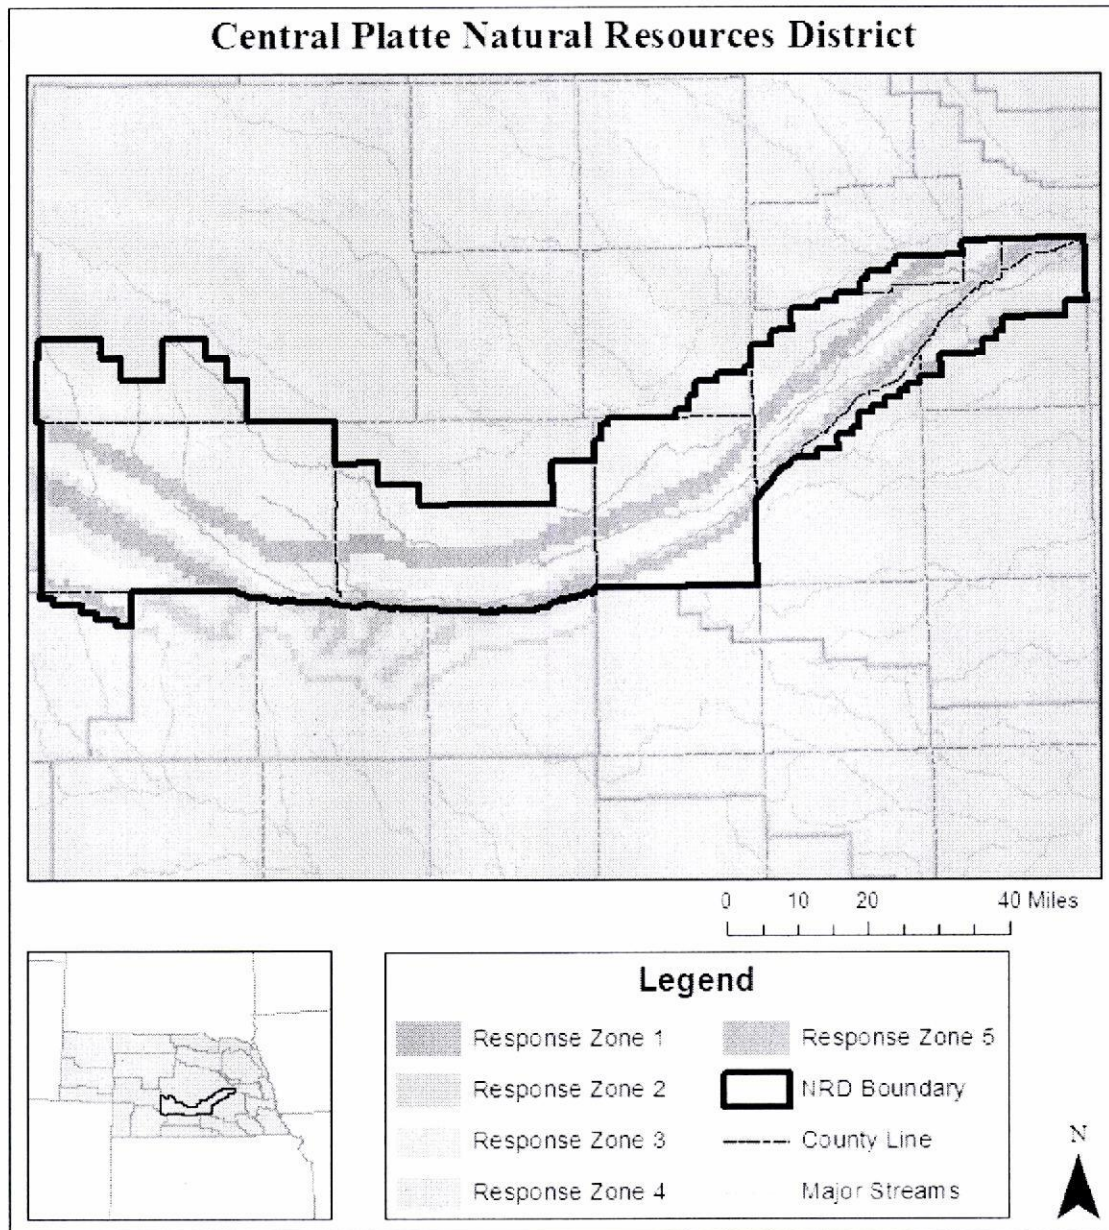 Central Platte Natural Resources District
0 10 20 40 Miles
Legend
Response Zone 1
Response Zone 2
Response Zone 3
Response Zone 4
Response Zone 5
NRD Boundary
County Line
Major Streams
N